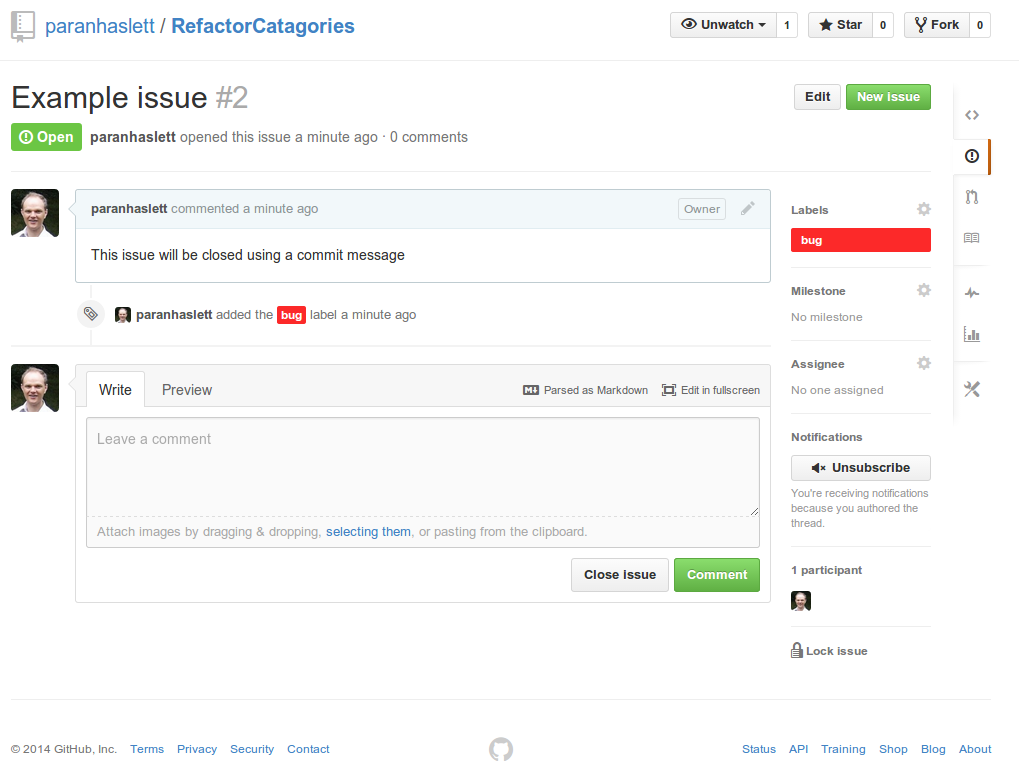 paranhaslett / RefactorCatagories
Unwatch 1 Star 0 Fork 0
Example issue #2
Edit New issue
Open paranhaslett opened this issue a minute ago · 0 comments
paranhaslett commented a minute ago Owner
This issue will be closed using a commit message
paranhaslett added the bug label a minute ago
Write Preview Parsed as Markdown Edit in fullscreen
Leave a comment
Attach images by dragging & dropping, selecting them, or pasting from the clipboard.
Close issue Comment
Labels
bug
Milestone
No milestone
Assignee
No one assigned
Notifications
Unsubscribe
You're receiving notifications
because you authored the
thread.
1 participant
Lock issue
© 2014 GitHub, Inc. Terms Privacy Security Contact Status API Training Shop Blog About